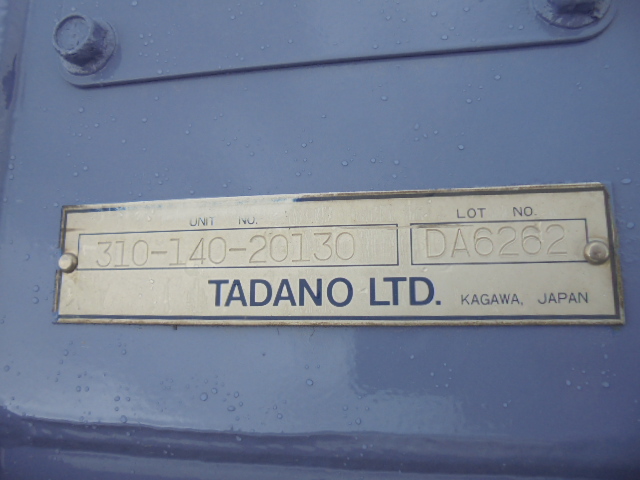 UNIT NO. LOT NO.
310-140-20130 DA6262
TADANO LTD. KAGAWA, JAPAN